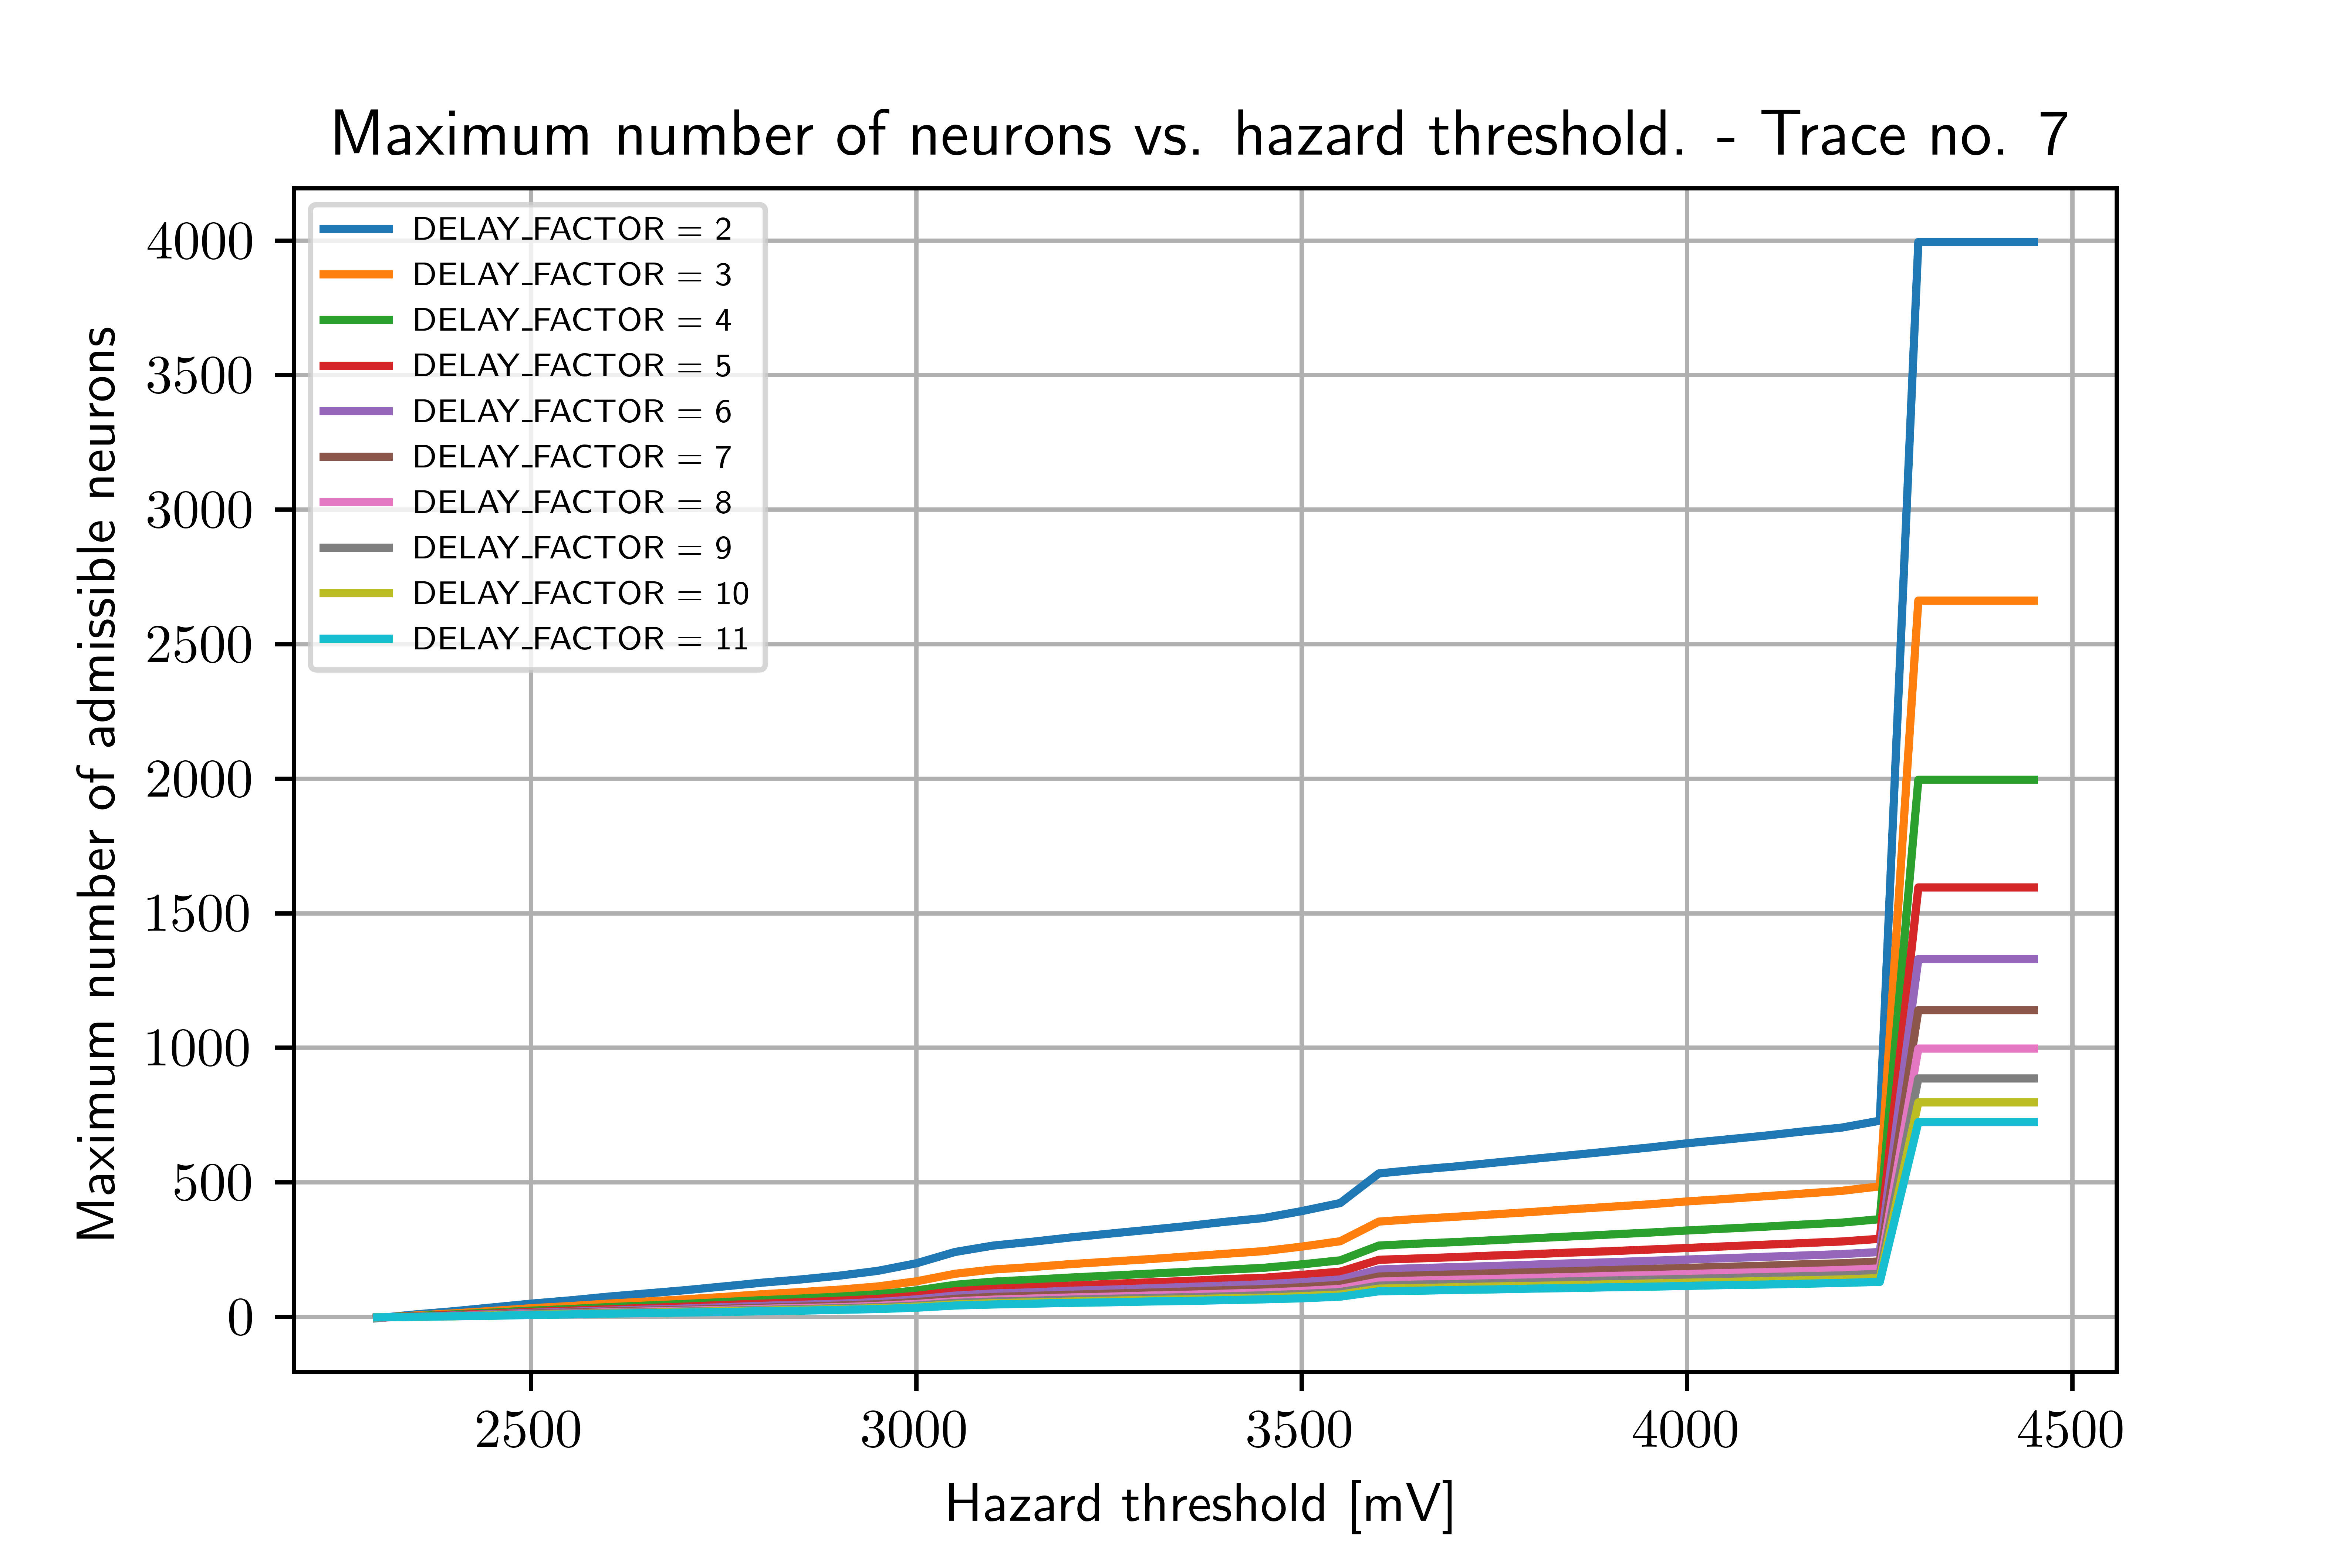 Maximum number of neurons vs. hazard threshold. - Trace no. 7
Maximum number of admissible neurons
4000
3500
3000
2500
2000
1500
1000
500
0
DELAY_FACTOR = 2
DELAY_FACTOR = 3
DELAY_FACTOR = 4
DELAY_FACTOR = 5
DELAY_FACTOR = 6
DELAY_FACTOR = 7
DELAY_FACTOR = 8
DELAY_FACTOR = 9
DELAY_FACTOR = 10
DELAY_FACTOR = 11
2500 3000 3500 4000 4500
Hazard threshold [mV]